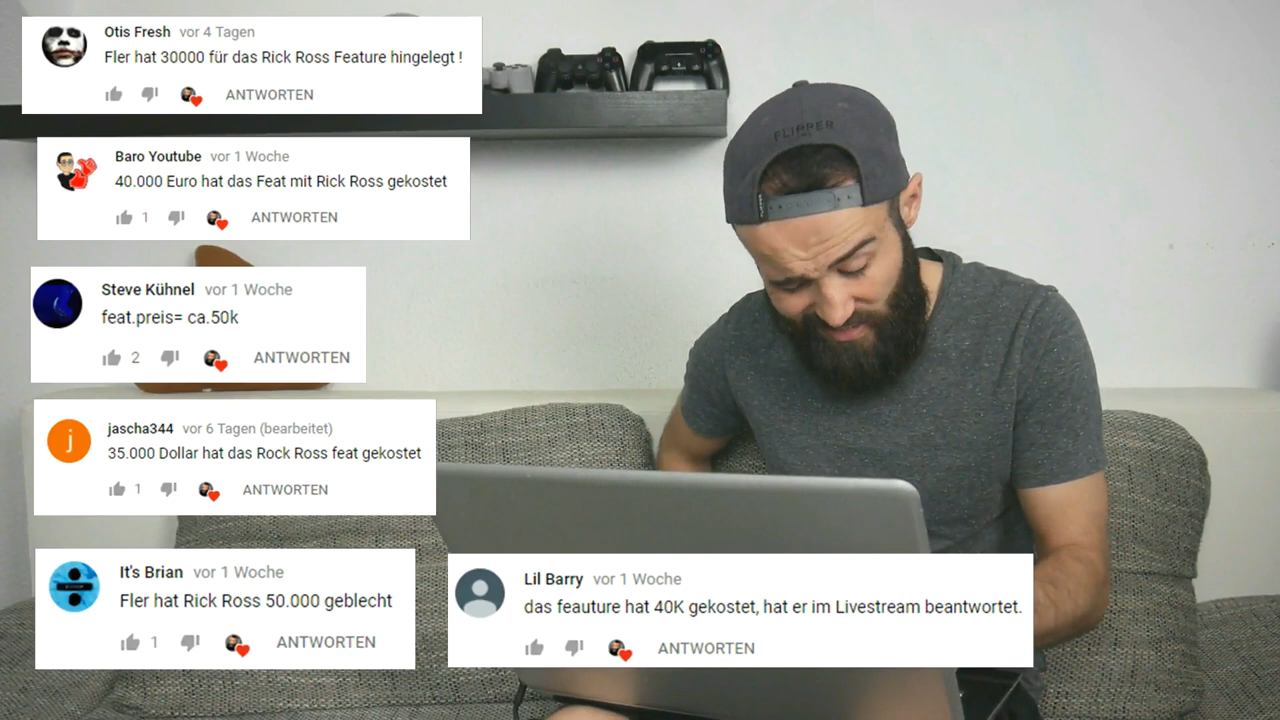 Otis Fresh vor 4 Tagen
Fler hat 30000 für das Rick Ross Feature hingelegt !
ANTWORTEN
Baro Youtube vor 1 Woche
40.000 Euro hat das Feat mit Rick Ross gekostet
1 ANTWORTEN
Steve Kühnel vor 1 Woche
feat.preis= ca.50k
2 ANTWORTEN
j
jascha344 vor 6 Tagen (bearbeitet)
35.000 Dollar hat das Rock Ross feat gekostet
1 ANTWORTEN
It's Brian vor 1 Woche
Fler hat Rick Ross 50.000 geblecht
1 ANTWORTEN
Lil Barry vor 1 Woche
das feauture hat 40K gekostet, hat er im Livestream beantwortet.
ANTWORTEN
FLIPPER